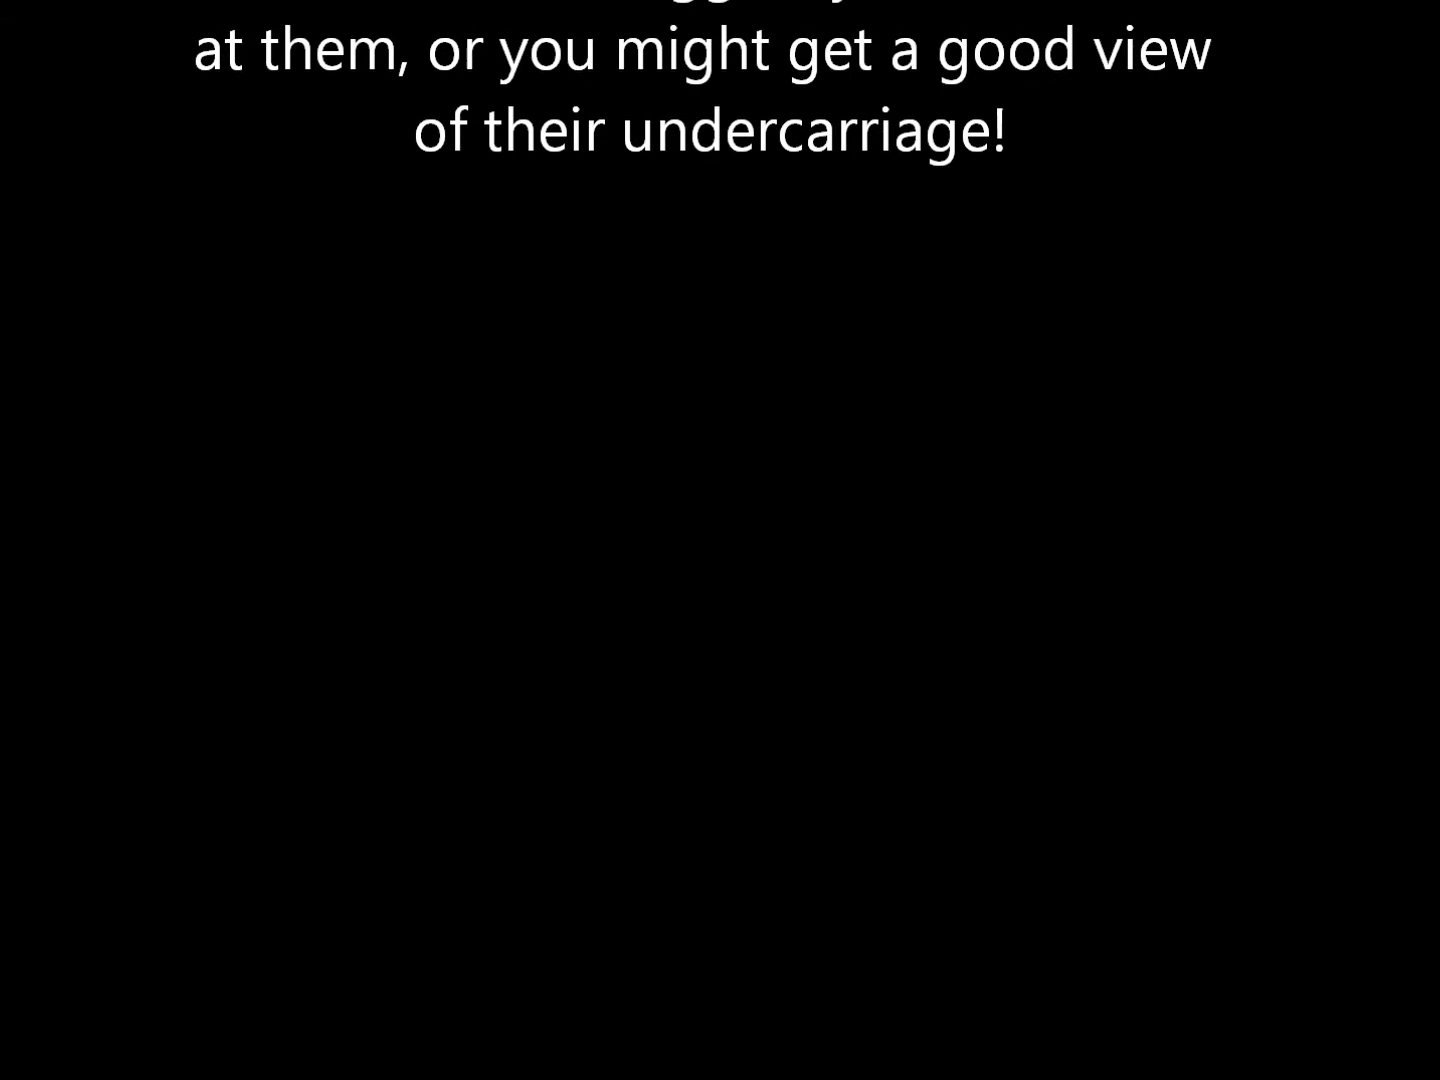 at them, or you might get a good view
of their undercarriage!